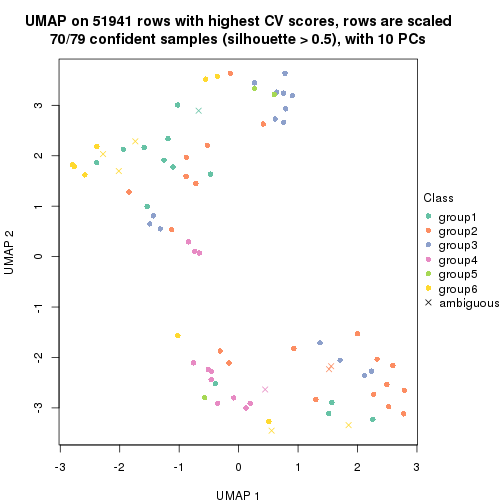 UMAP on 51941 rows with highest CV scores, rows are scaled
70/79 confident samples (silhouette > 0.5), with 10 PCs
3
2
1
0
-1
-2
-3
UMAP 2
-3
-2
-1
0
1
2
3
UMAP 1
Class
group1
group2
group3
group4
group5
group6
ambiguous